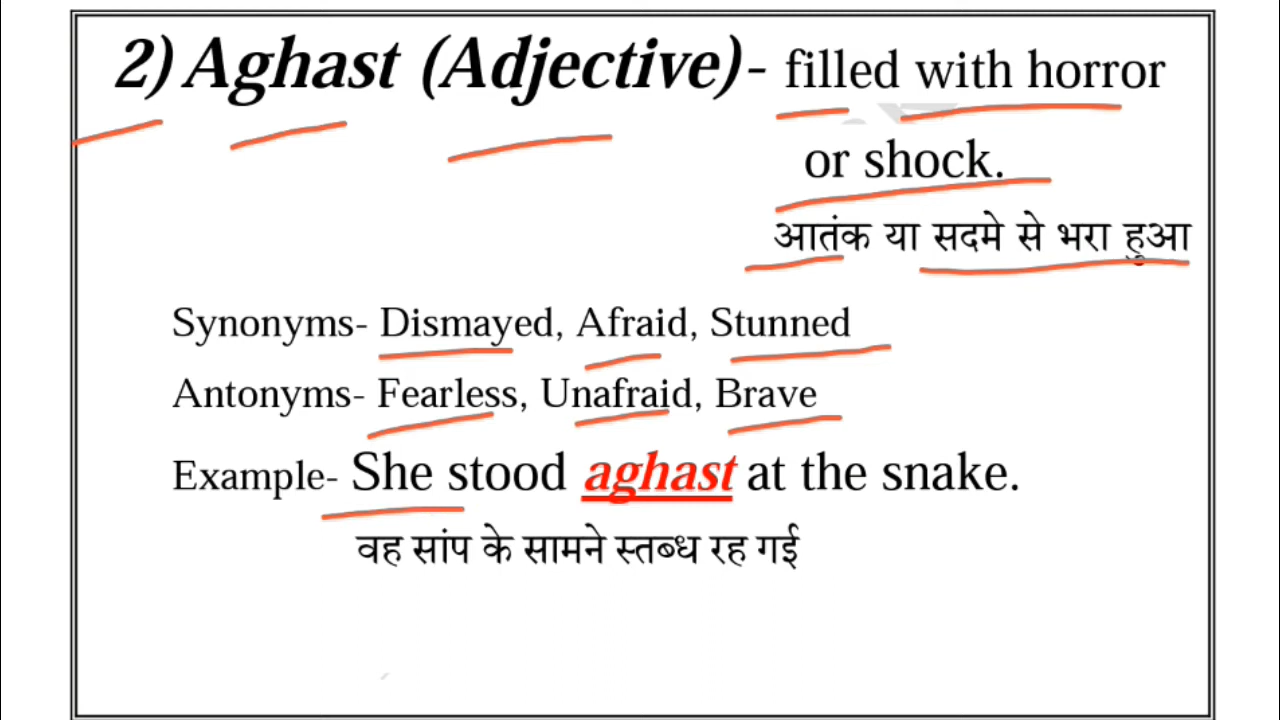 2) Aghast (Adjective)- filled with horror
or shock.
आतंक या सदमे से भरा हुआ
Synonyms- Dismayed, Afraid, Stunned
Antonyms- Fearless, Unafraid, Brave
Example- She stood aghast at the snake.
वह सांप के सामने स्तब्ध रह गई